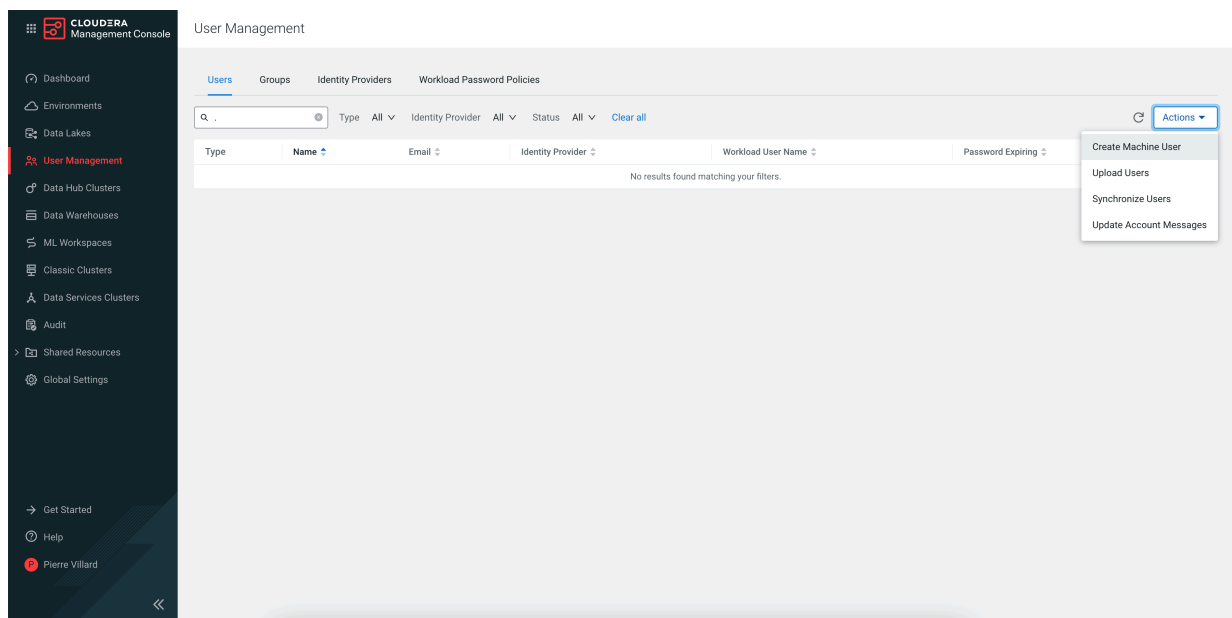 CLOUDERA
Management Console
Dashboard
Environments
Data Lakes
User Management
Data Hub Clusters
Data Warehouses
ML Workspaces
Classic Clusters
Data Services Clusters
Audit
Shared Resources
Global Settings
Get Started
Help
P Pierre Villard
User Management
Users Groups Identity Providers Workload Password Policies
. Type All Identity Provider All Status All Clear all Actions
Type Name Email Identity Provider Workload User Name Password Expiring
No results found matching your filters.
Create Machine User
Upload Users
Synchronize Users
Update Account Messages